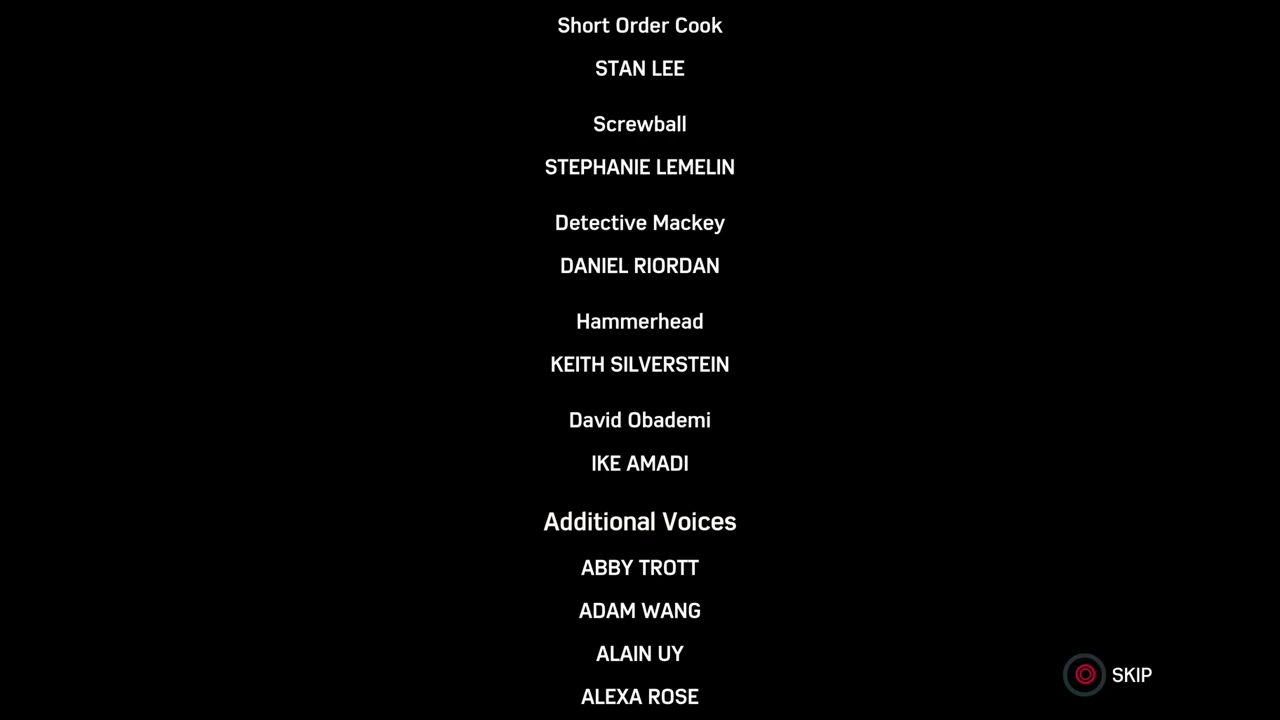 Short Order Cook
STAN LEE
Screwball
STEPHANIE LEMELIN
Detective Mackey
DANIEL RIORDAN
Hammerhead
KEITH SILVERSTEIN
David Obademi
IKE AMADI
Additional Voices
ABBY TROTT
ADAM WANG
ALAIN UY
ALEXA ROSE
SKIP